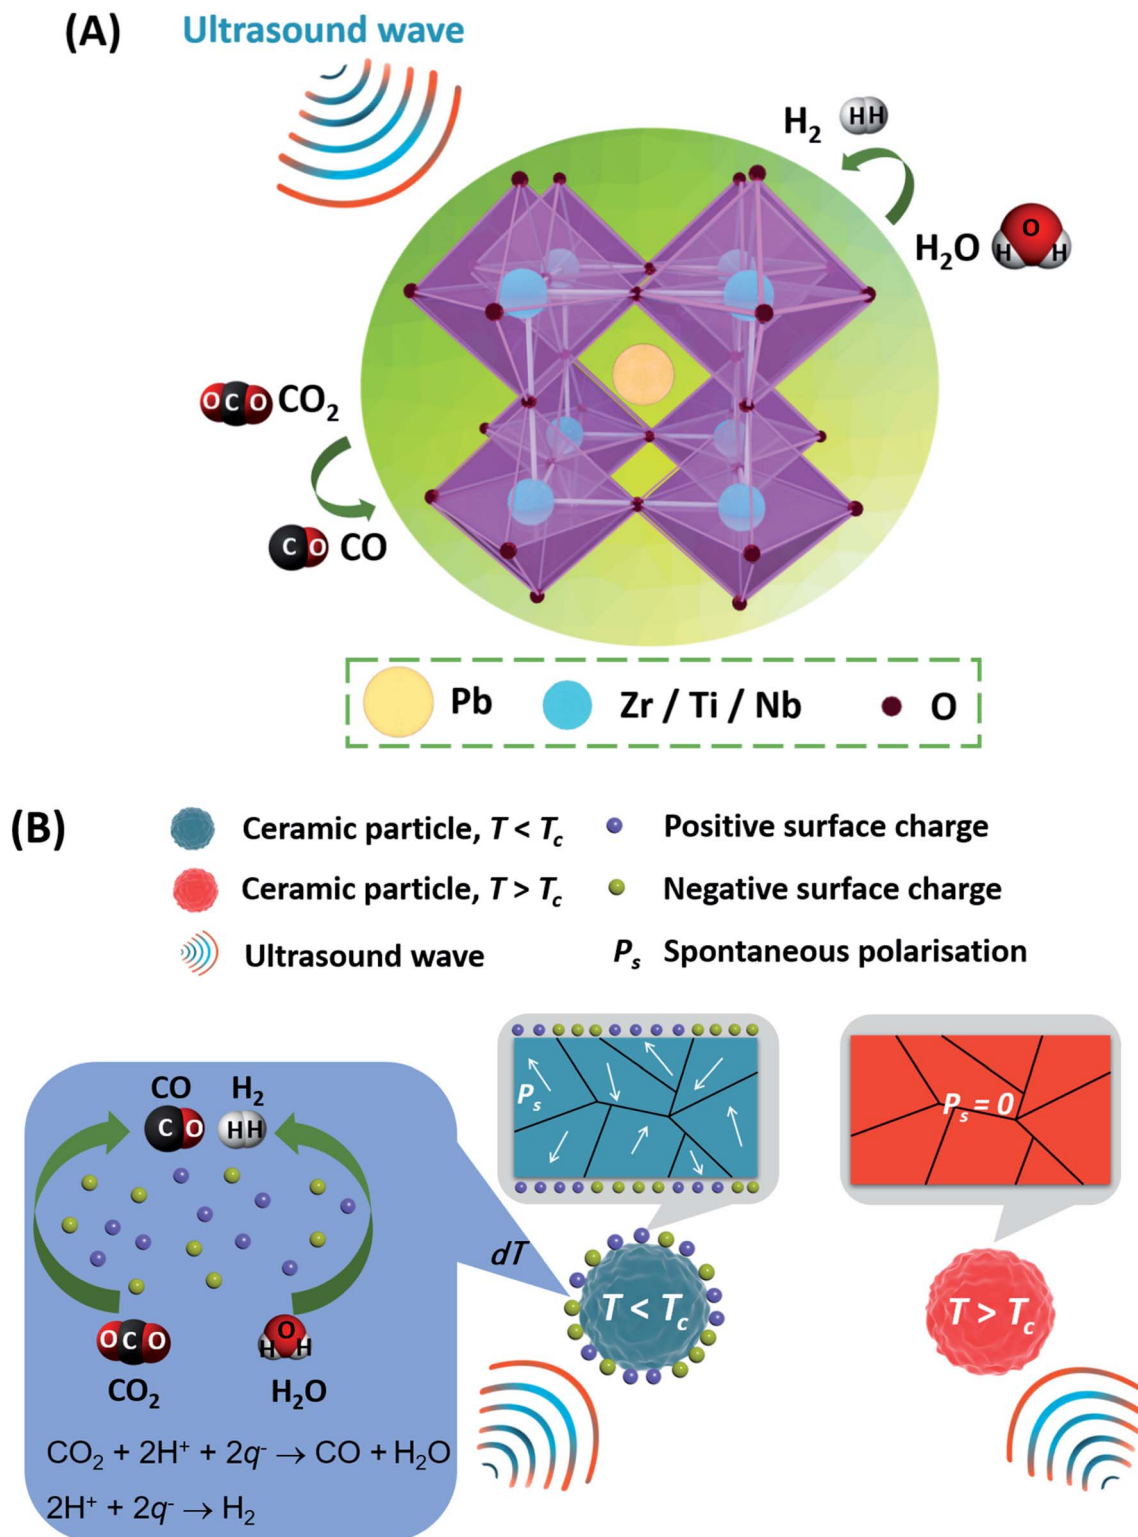 (A) Ultrasound wave
H₂ HH
H₂O O H H
OCO CO₂
C O CO
Pb Zr / Ti / Nb O
(B)
Ceramic particle, T < Tc Positive surface charge
Ceramic particle, T > Tc Negative surface charge
Ultrasound wave Ps Spontaneous polarisation
CO H₂
C O HH
Ps
Ps = 0
dT
T < Tc
T > Tc
OCO O H H
CO₂ H₂O
CO₂ + 2H⁺ + 2q⁻ → CO + H₂O
2H⁺ + 2q⁻ → H₂